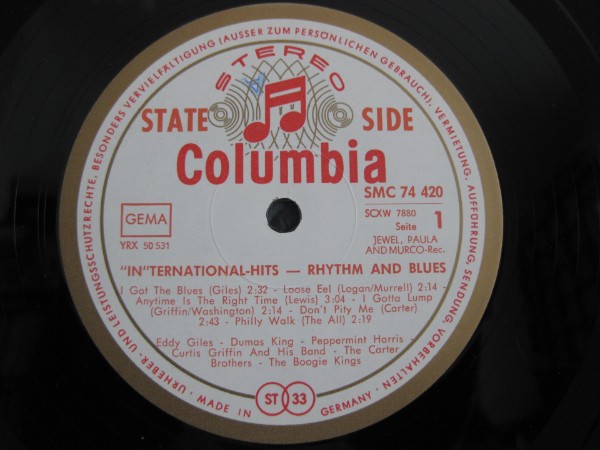 URHEBER- UND LEISTUNGSSCHUTZRECHTE, BESONDERS VERVIELFÄLTIGUNG (AUSSER ZUM PERSÖNLICHEN GEBRAUCH), VERMIETUNG, AUFFÜHRUNG, SENDUNG, VORBEHALTEN ·
STEREO
STATE SIDE
Columbia
SMC 74 420
GEMA
SCXW 7880
Seite 1
YRX 50 531
JEWEL, PAULA
AND MURCO-Rec.
"IN"TERNATIONAL-HITS — RHYTHM AND BLUES
I Got The Blues (Giles) 2:32 - Loose Eel (Logan/Murrell) 2:14 -
Anytime Is The Right Time (Lewis) 3:04 - I Gotta Lump
(Griffin/Washington) 2:14 - Don't Pity Me (Carter)
2:43 - Philly Walk (The All) 2:19
Eddy Giles - Dumas King - Peppermint Harris -
Curtis Griffin And His Band - The Carter
Brothers - The Boogie Kings
ST 33
MADE IN GERMANY ·